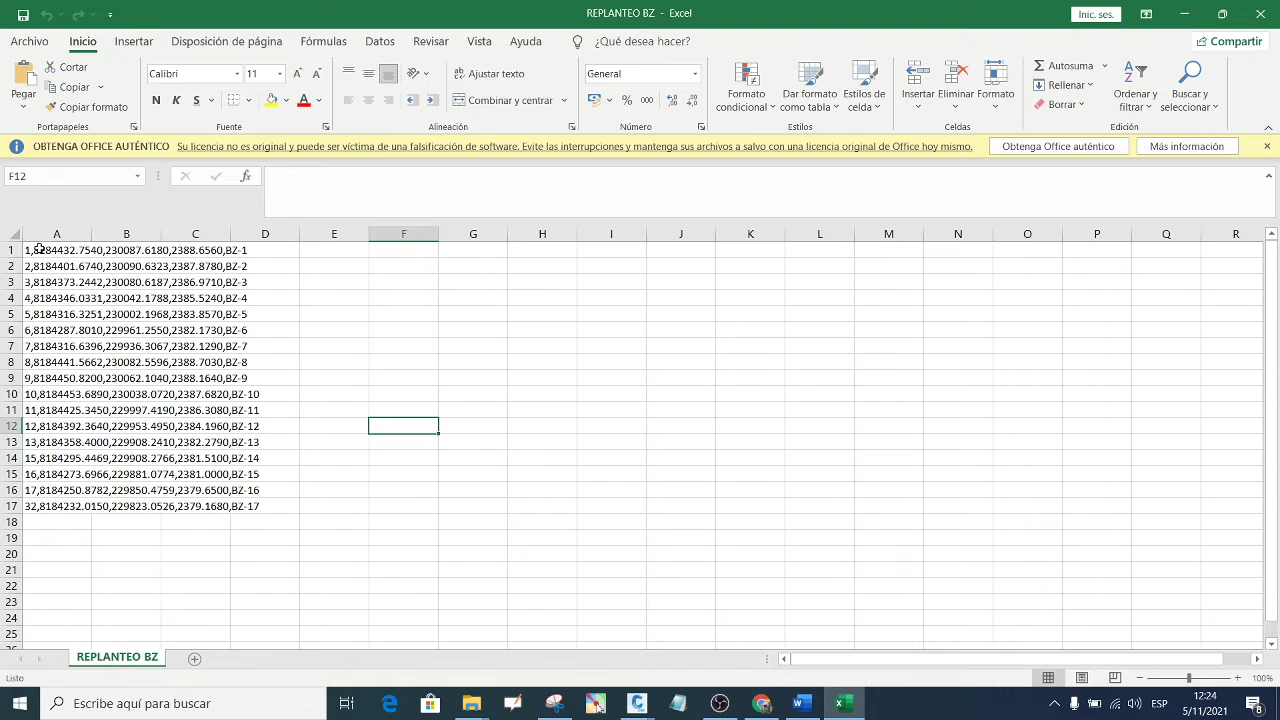 REPLANTEO BZ - Excel
Inic. ses.
Archivo Inicio Insertar Disposición de página Fórmulas Datos Revisar Vista Ayuda ¿Qué desea hacer? Compartir
Pegar
Cortar
Copiar
Copiar formato
Portapapeles
Calibri 11
N K S
Fuente
Ajustar texto
Combinar y centrar
Alineación
General
% 000
Número
Formato condicional
Dar formato como tabla
Estilos de celda
Estilos
Insertar Eliminar Formato
Celdas
Autosuma
Rellenar
Borrar
Ordenar y filtrar
Buscar y seleccionar
Edición
OBTENGA OFFICE AUTÉNTICO Su licencia no es original y puede ser víctima de una falsificación de software. Evite las interrupciones y mantenga sus archivos a salvo con una licencia original de Office hoy mismo. Obtenga Office auténtico Más información
F12 fx
A B C D E F G H I J K L M N O P Q R
1 1,8184432.7540,230087.6180,2388.6560,BZ-1
2 2,8184401.6740,230090.6323,2387.8780,BZ-2
3 3,8184373.2442,230080.6187,2386.9710,BZ-3
4 4,8184346.0331,230042.1788,2385.5240,BZ-4
5 5,8184316.3251,230002.1968,2383.8570,BZ-5
6 6,8184287.8010,229961.2550,2382.1730,BZ-6
7 7,8184316.6396,229936.3067,2382.1290,BZ-7
8 8,8184441.5662,230082.5596,2388.7030,BZ-8
9 9,8184450.8200,230062.1040,2388.1640,BZ-9
10 10,8184453.6890,230038.0720,2387.6820,BZ-10
11 11,8184425.3450,229997.4190,2386.3080,BZ-11
12 12,8184392.3640,229953.4950,2384.1960,BZ-12
13 13,8184358.4000,229908.2410,2382.2790,BZ-13
14 15,8184295.4469,229908.2766,2381.5100,BZ-14
15 16,8184273.6966,229881.0774,2381.0000,BZ-15
16 17,8184250.8782,229850.4759,2379.6500,BZ-16
17 32,8184232.0150,229823.0526,2379.1680,BZ-17
18
19
20
21
22
23
24
25
REPLANTEO BZ
Listo
100%
Escribe aquí para buscar
ESP
12:24
5/11/2021
8